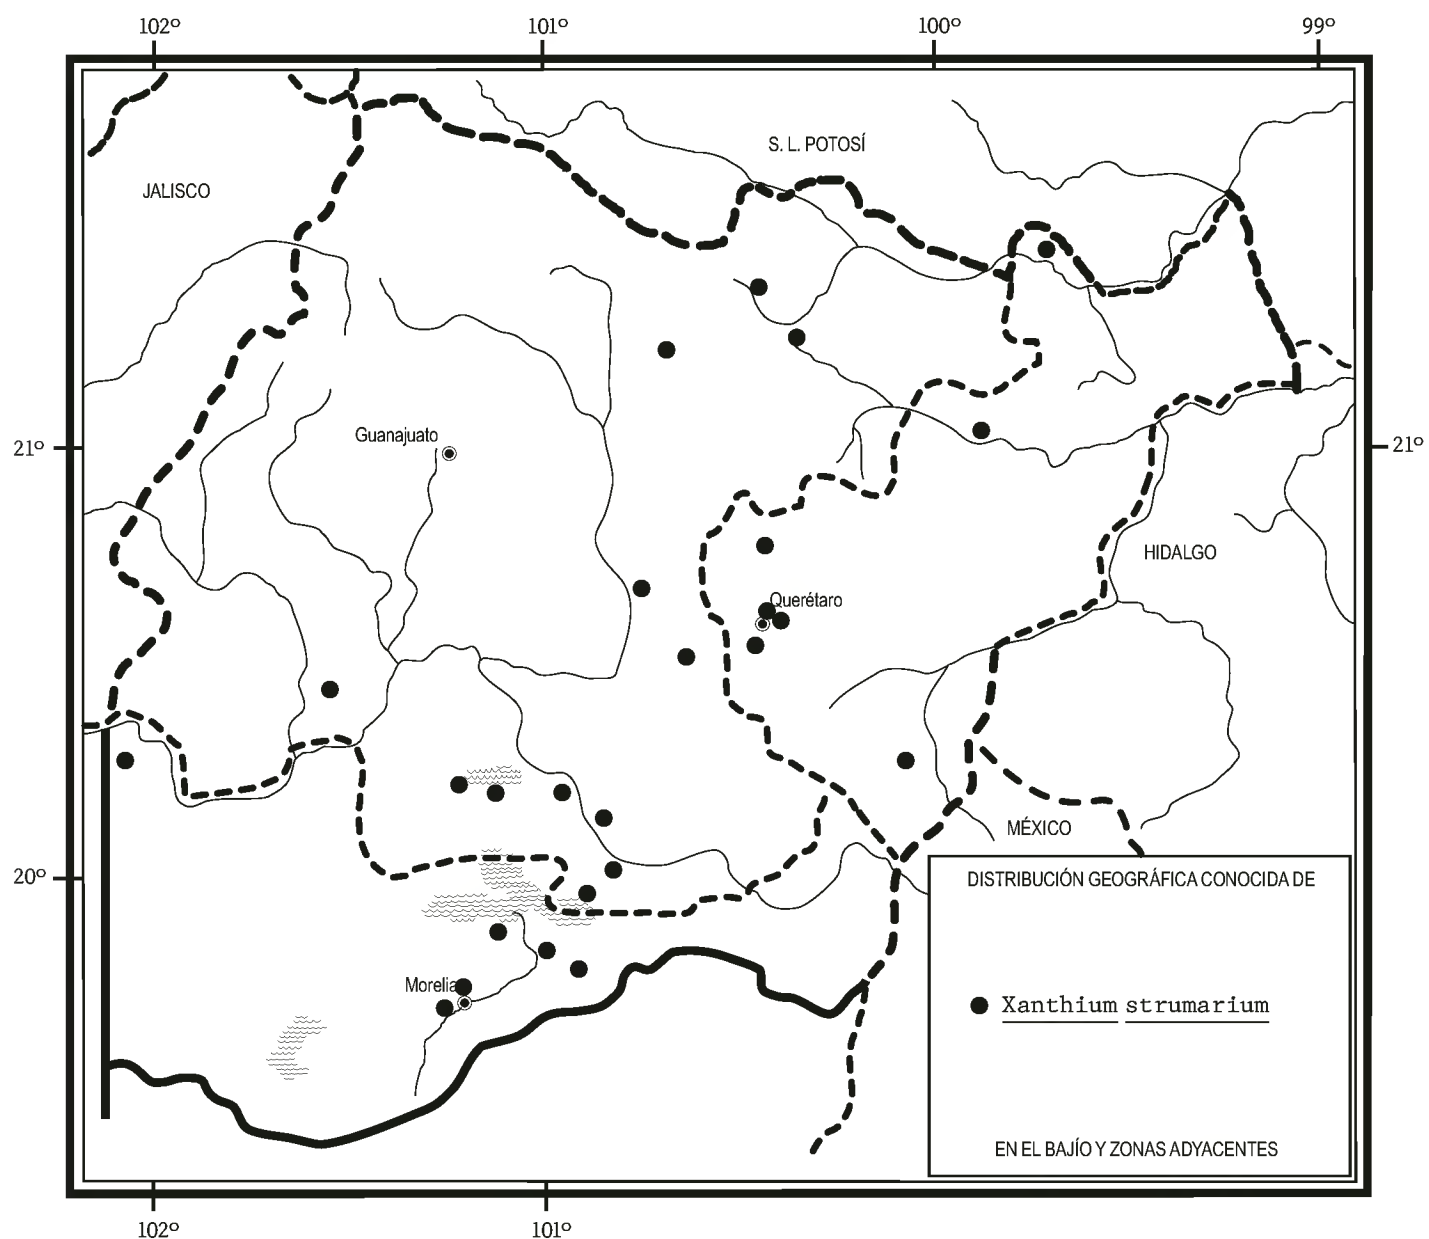 102º 101º 100º 99º
S. L. POTOSÍ
JALISCO
Guanajuato
21º 21º
HIDALGO
Querétaro
MÉXICO
20º
DISTRIBUCIÓN GEOGRÁFICA CONOCIDA DE
Morelia
Xanthium strumarium
EN EL BAJÍO Y ZONAS ADYACENTES
102º 101º